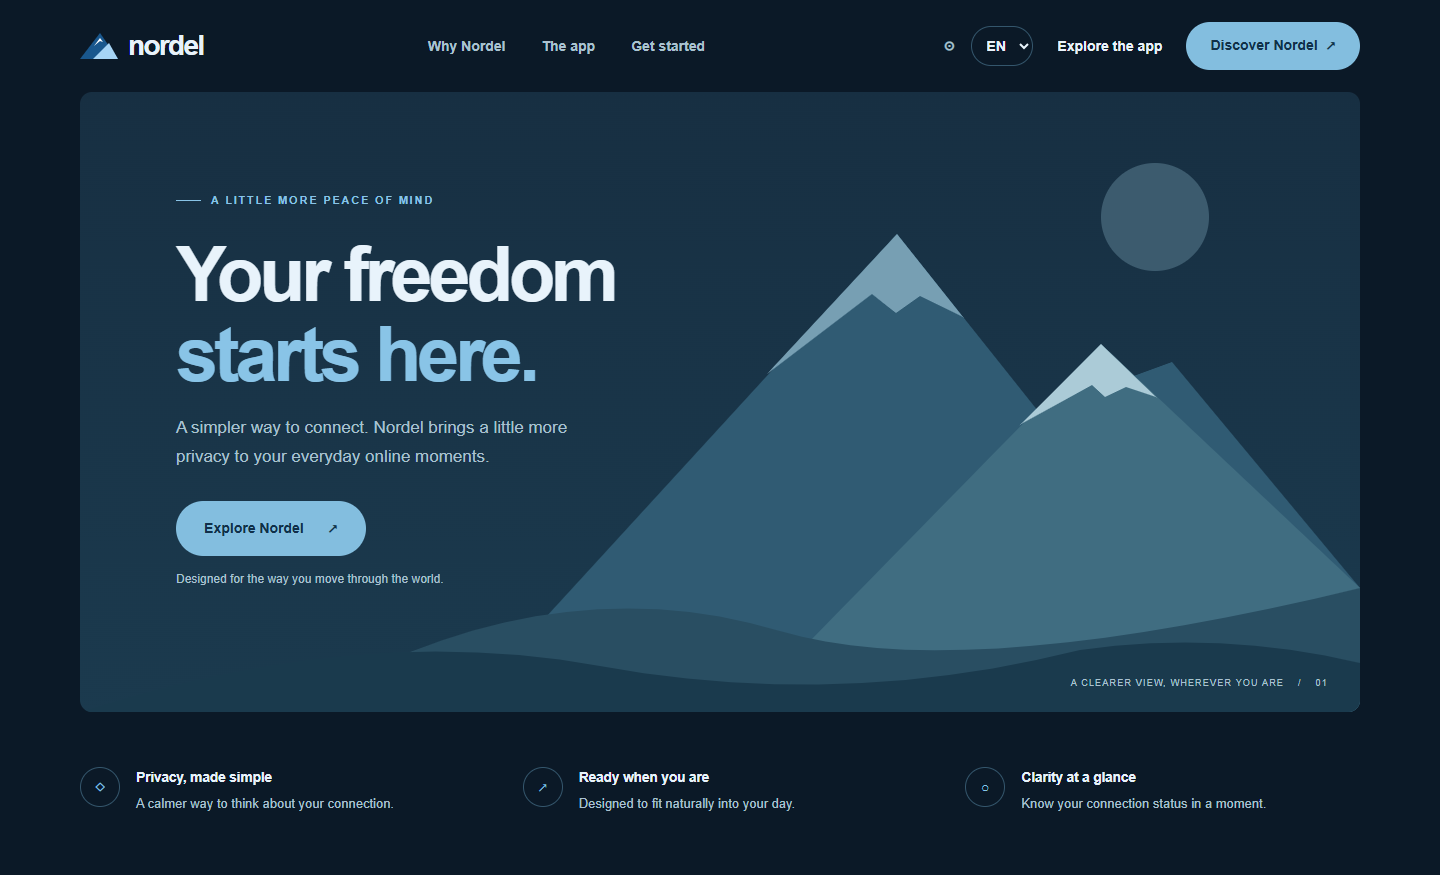 nordel
Why Nordel
The app
Get started
EN
Explore the app
Discover Nordel ↗
A LITTLE MORE PEACE OF MIND
Your freedom
starts here.
A simpler way to connect. Nordel brings a little more
privacy to your everyday online moments.
Explore Nordel ↗
Designed for the way you move through the world.
A CLEARER VIEW, WHEREVER YOU ARE / 01
Privacy, made simple
A calmer way to think about your connection.
Ready when you are
Designed to fit naturally into your day.
Clarity at a glance
Know your connection status in a moment.